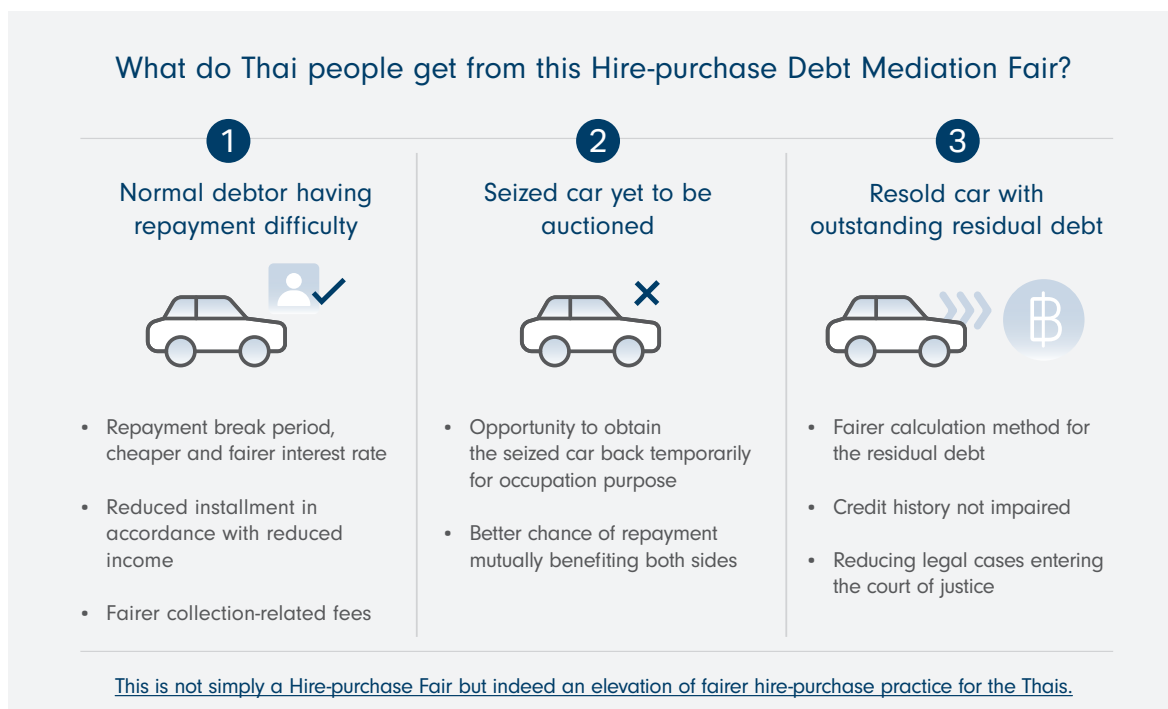 What do Thai people get from this Hire-purchase Debt Mediation Fair?
1
Normal debtor having
repayment difficulty
• Repayment break period,
cheaper and fairer interest rate
• Reduced installment in
accordance with reduced
income
• Fairer collection-related fees
2
Seized car yet to be
auctioned
• Opportunity to obtain
the seized car back temporarily
for occupation purpose
• Better chance of repayment
mutually benefiting both sides
3
Resold car with
outstanding residual debt
฿
• Fairer calculation method for
the residual debt
• Credit history not impaired
• Reducing legal cases entering
the court of justice
This is not simply a Hire-purchase Fair but indeed an elevation of fairer hire-purchase practice for the Thais.